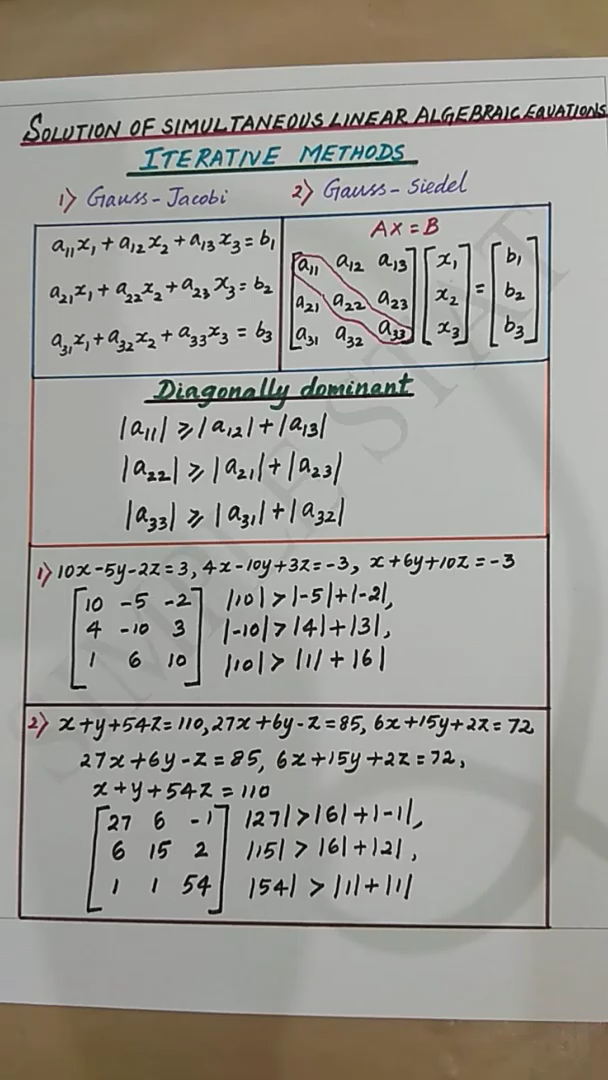 SOLUTION OF SIMULTANEOUS LINEAR ALGEBRAIC EQUATIONS
ITERATIVE METHODS
1) Gauss-Jacobi 2) Gauss-Siedel
a₁₁x₁ + a₁₂x₂ + a₁₃x₃ = b₁
a₂₁x₁ + a₂₂x₂ + a₂₃x₃ = b₂
a₃₁x₁ + a₃₂x₂ + a₃₃x₃ = b₃
AX = B
[a₁₁ a₁₂ a₁₃] [x₁] [b₁]
[a₂₁ a₂₂ a₂₃] [x₂] = [b₂]
[a₃₁ a₃₂ a₃₃] [x₃] [b₃]
Diagonally dominant
|a₁₁| ⩾ |a₁₂| + |a₁₃|
|a₂₂| ⩾ |a₂₁| + |a₂₃|
|a₃₃| ⩾ |a₃₁| + |a₃₂|
1) 10x-5y-2z=3, 4x-10y+3z=-3, x+6y+10z=-3
[10 -5 -2] |10| > |-5|+|-2|,
[4 -10 3] |-10| > |4|+|3|,
[1 6 10] |10| > |1| + |6|
2) x+y+54z=110, 27x+6y-z=85, 6x+15y+2z=72
27x+6y-z=85, 6x+15y+2z=72,
x+y+54z=110
[27 6 -1] |27| > |6|+|-1|,
[6 15 2] |15| > |6|+|2|,
[1 1 54] |54| > |1|+|1|
SIMPLE STAT